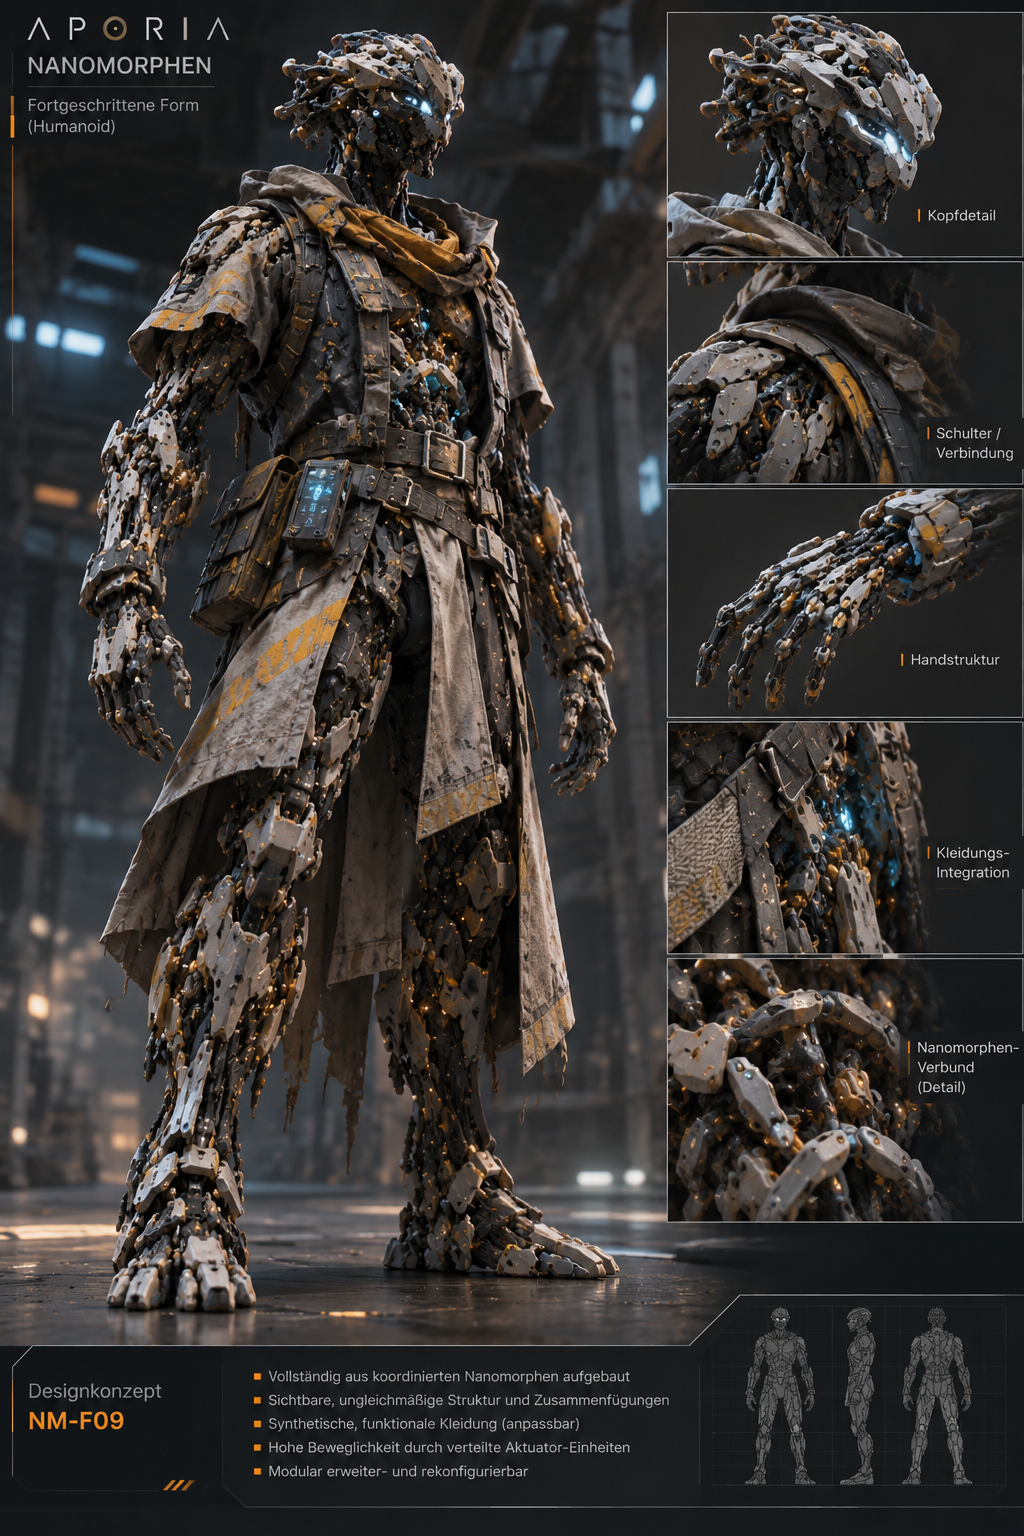 APORIA
NANOMORPHEN
Fortgeschrittene Form
(Humanoid)
Kopfdetail
Schulter /
Verbindung
Handstruktur
Kleidungs-
Integration
Nanomorphen-
Verbund
(Detail)
Designkonzept
NM-F09
Vollständig aus koordinierten Nanomorphen aufgebaut
Sichtbare, ungleichmäßige Struktur und Zusammenfügungen
Synthetische, funktionale Kleidung (anpassbar)
Hohe Beweglichkeit durch verteilte Aktuator-Einheiten
Modular erweiter- und rekonfigurierbar